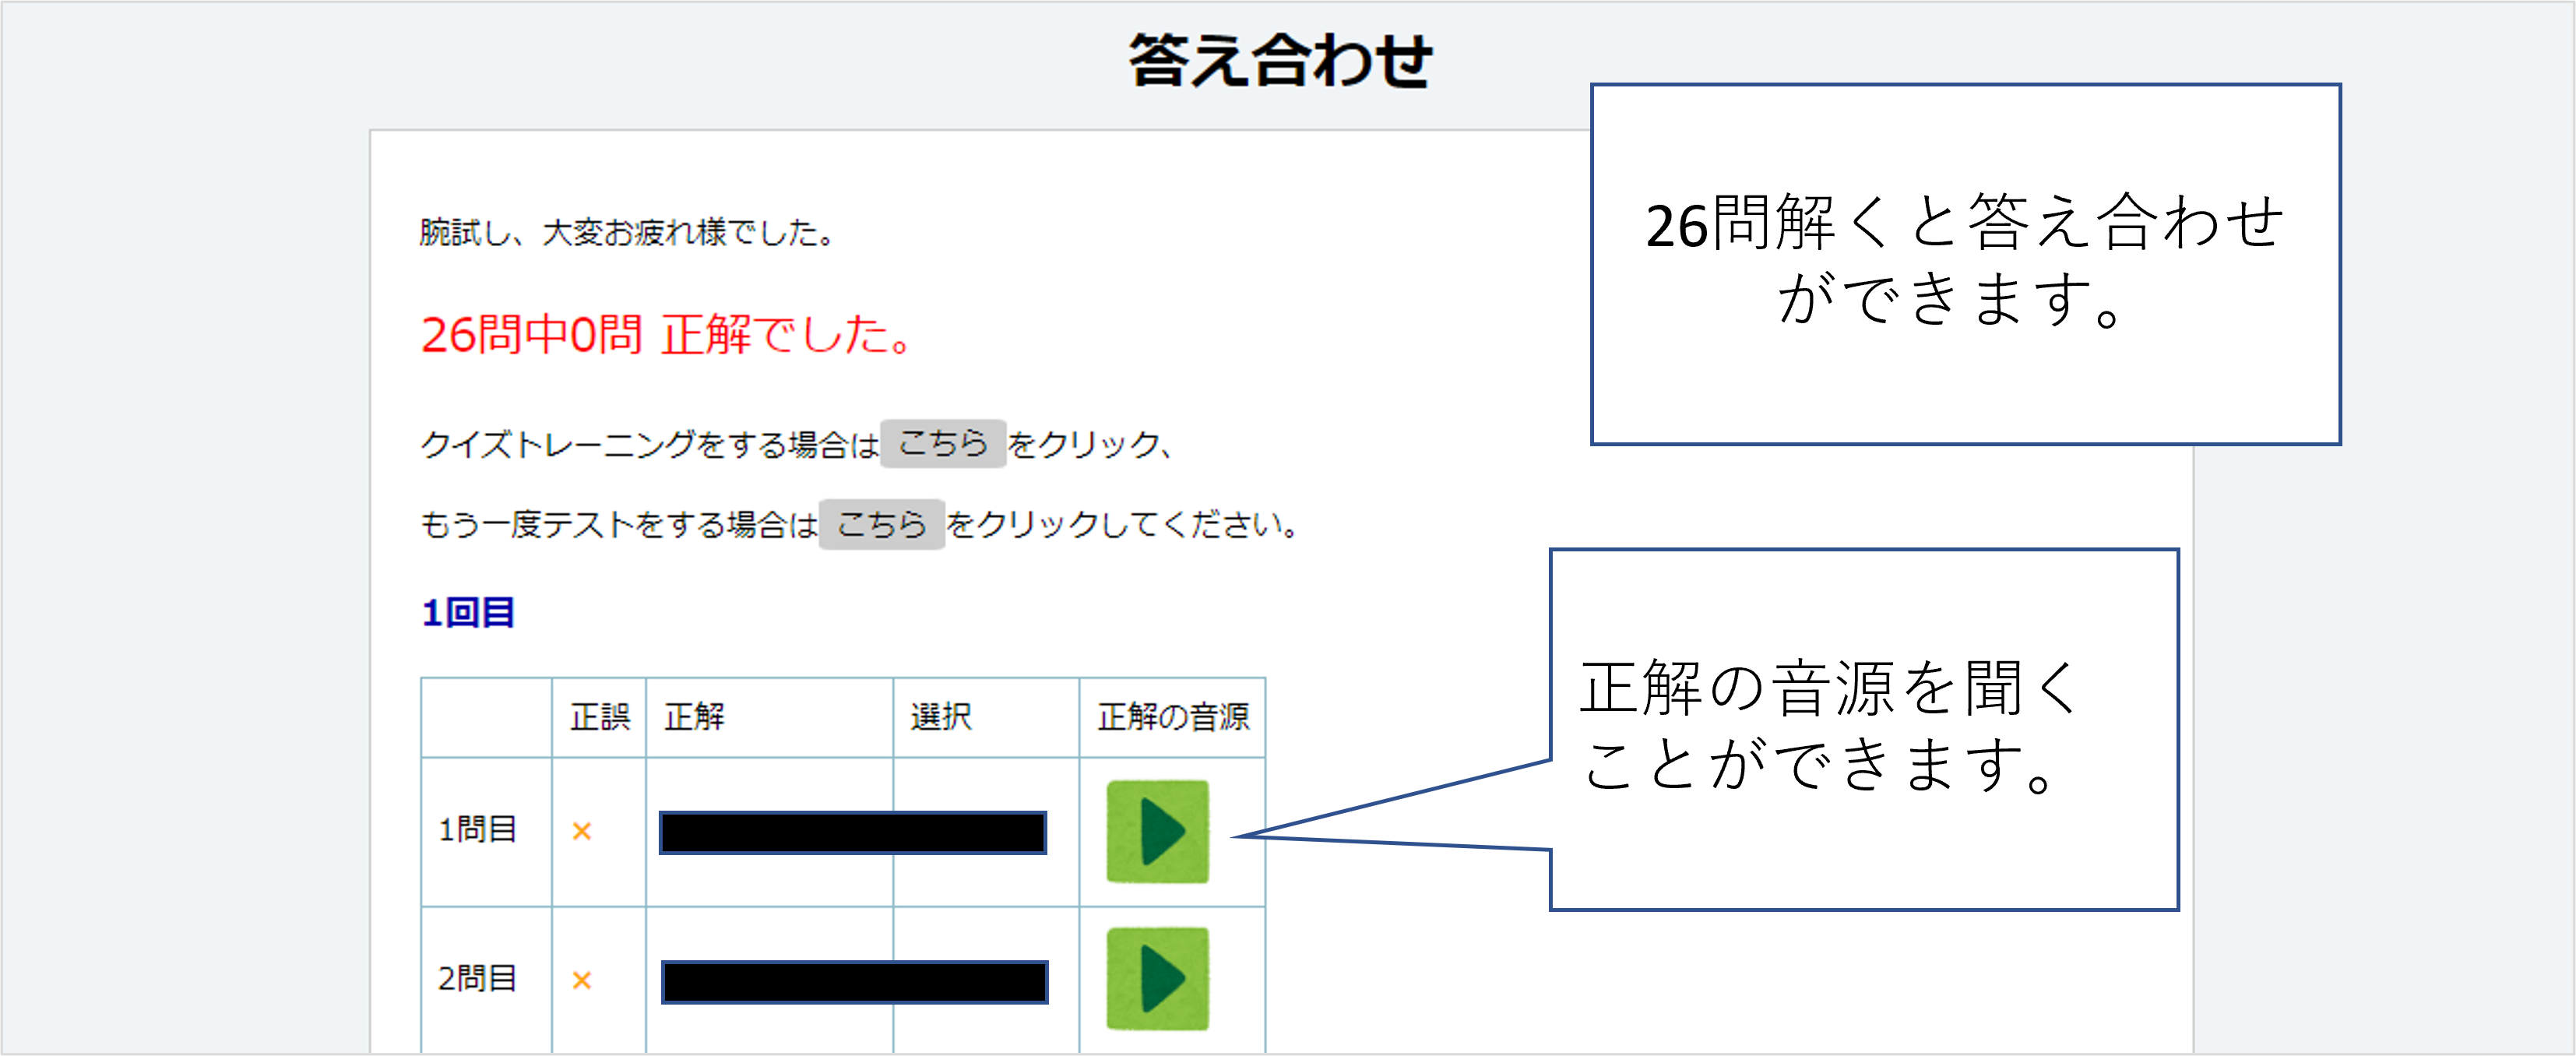 答え合わせ
26問解くと答え合わせ
ができます。
腕試し、大変お疲れ様でした。
26問中0問 正解でした。
クイズトレーニングをする場合は こちら をクリック、
もう一度テストをする場合は こちら をクリックしてください。
1回目
正誤 正解 選択 正解の音源
1問目 ×
2問目 ×
正解の音源を聞く
ことができます。